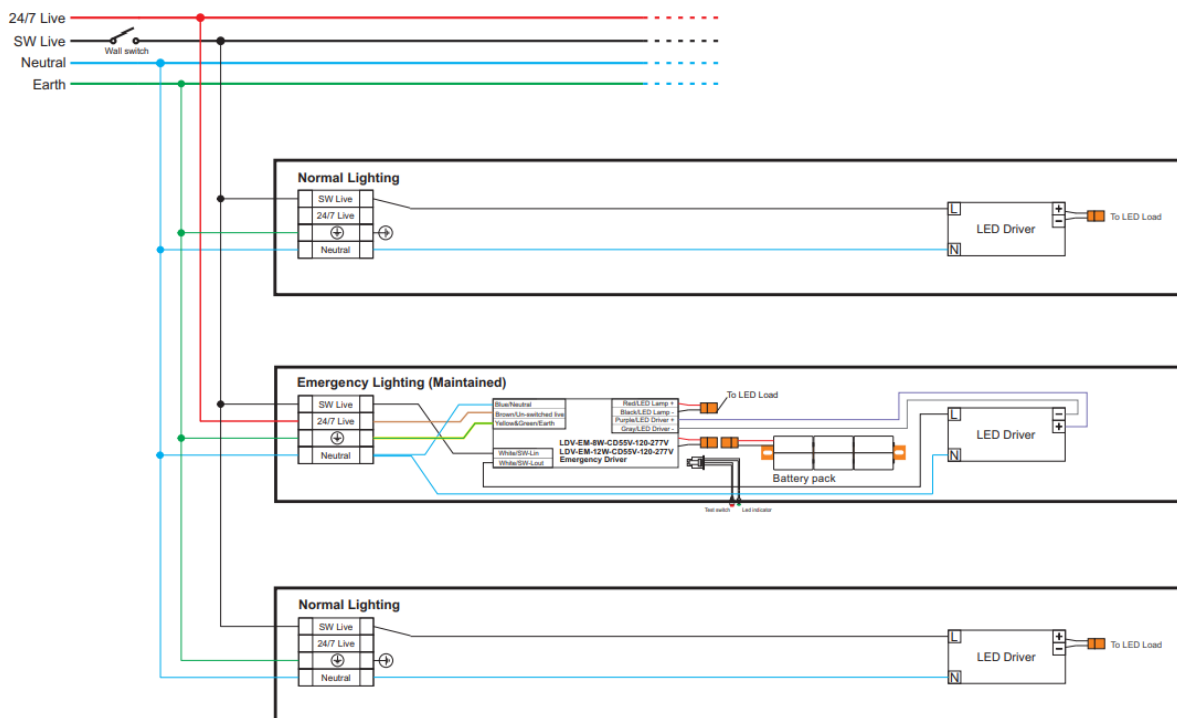 24/7 Live
SW Live
Wall switch
Neutral
Earth
Normal Lighting
SW Live
24/7 Live
Neutral
L
N
LED Driver
+
−
To LED Load
Emergency Lighting (Maintained)
SW Live
24/7 Live
Neutral
Blue/Neutral
Brown/Un-switched live
Yellow&Green/Earth
White/SW-Lin
White/SW-Lout
Red/LED Lamp +
Black/LED Lamp -
Purple/LED Driver +
Gray/LED Driver -
LDV-EM-8W-CD55V-120-277V
LDV-EM-12W-CD55V-120-277V
Emergency Driver
To LED Load
Battery pack
Test switch
Led indicator
L
N
LED Driver
−
+
Normal Lighting
SW Live
24/7 Live
Neutral
L
N
LED Driver
+
−
To LED Load